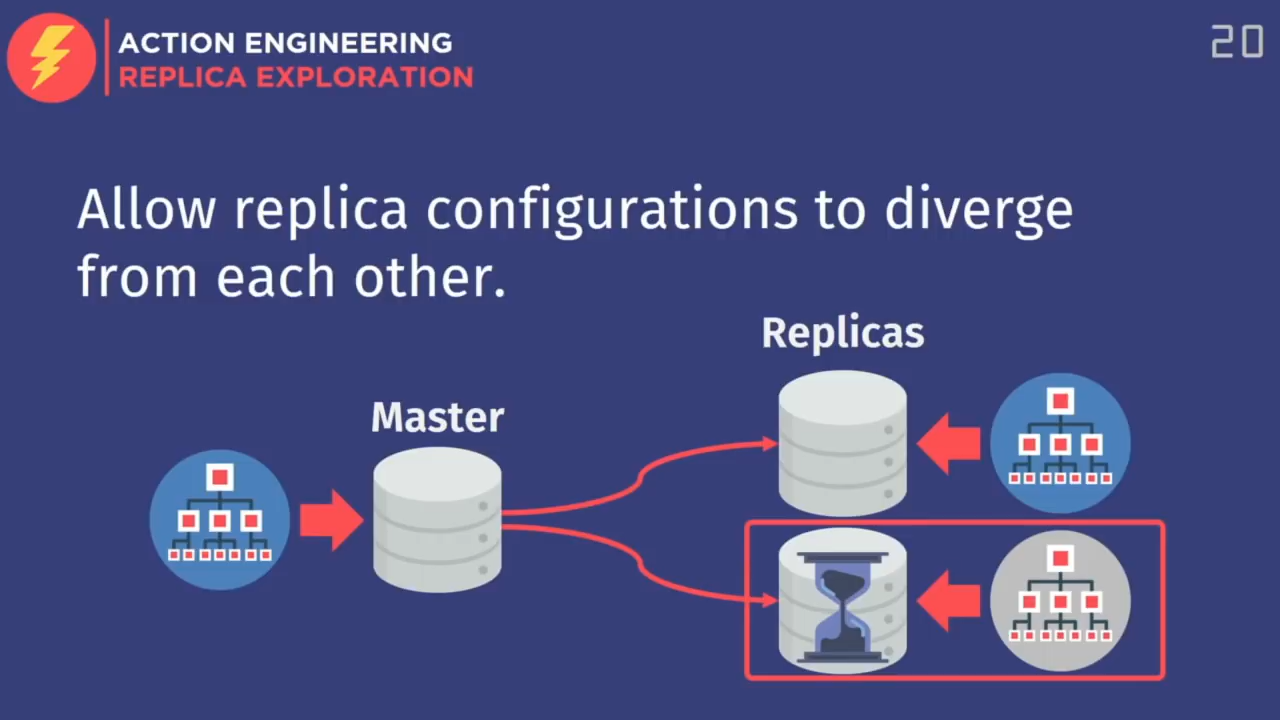 ACTION ENGINEERING
REPLICA EXPLORATION
20
Allow replica configurations to diverge
from each other.
Replicas
Master